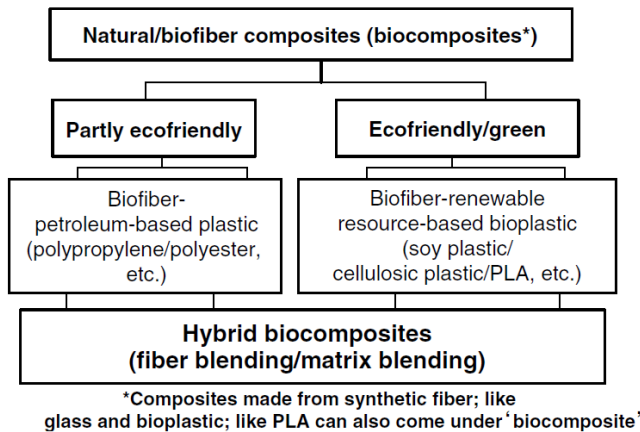 Natural/biofiber composites (biocomposites*)
Partly ecofriendly
Ecofriendly/green
Biofiber-
petroleum-based plastic
(polypropylene/polyester,
etc.)
Biofiber-renewable
resource-based bioplastic
(soy plastic/
cellulosic plastic/PLA, etc.)
Hybrid biocomposites
(fiber blending/matrix blending)
*Composites made from synthetic fiber; like
glass and bioplastic; like PLA can also come under ‘biocomposite’